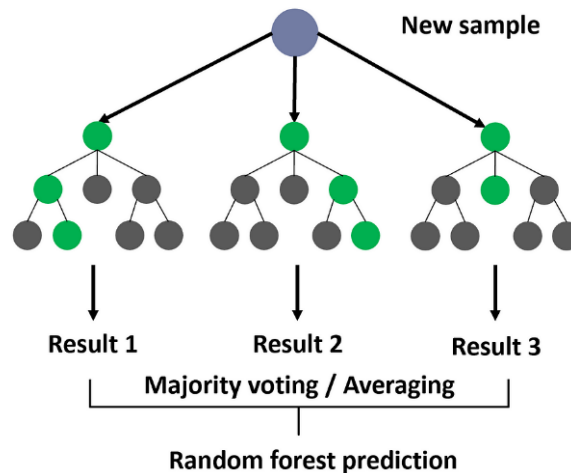 New sample
Result 1
Result 2
Result 3
Majority voting / Averaging
Random forest prediction